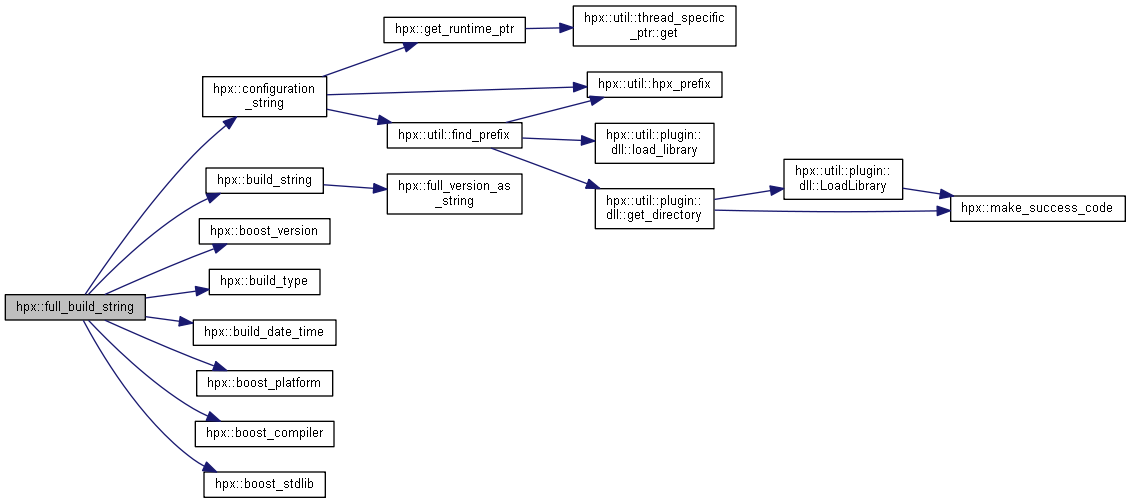 hpx::full_build_string
hpx::configuration
_string
hpx::build_string
hpx::boost_version
hpx::build_type
hpx::build_date_time
hpx::boost_platform
hpx::boost_compiler
hpx::boost_stdlib
hpx::get_runtime_ptr
hpx::util::find_prefix
hpx::full_version_as
_string
hpx::util::thread_specific
_ptr::get
hpx::util::hpx_prefix
hpx::util::plugin::
dll::load_library
hpx::util::plugin::
dll::get_directory
hpx::util::plugin::
dll::LoadLibrary
hpx::make_success_code